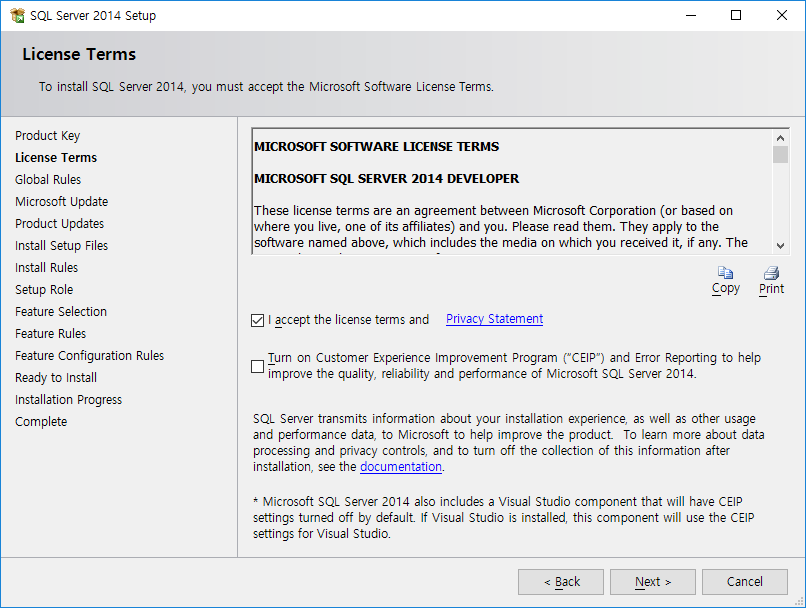 SQL Server 2014 Setup
License Terms
To install SQL Server 2014, you must accept the Microsoft Software License Terms.
Product Key
License Terms
Global Rules
Microsoft Update
Product Updates
Install Setup Files
Install Rules
Setup Role
Feature Selection
Feature Rules
Feature Configuration Rules
Ready to Install
Installation Progress
Complete
MICROSOFT SOFTWARE LICENSE TERMS
MICROSOFT SQL SERVER 2014 DEVELOPER
These license terms are an agreement between Microsoft Corporation (or based on
where you live, one of its affiliates) and you. Please read them. They apply to the
software named above, which includes the media on which you received it, if any. The
Copy Print
I accept the license terms and Privacy Statement
Turn on Customer Experience Improvement Program ("CEIP") and Error Reporting to help
improve the quality, reliability and performance of Microsoft SQL Server 2014.
SQL Server transmits information about your installation experience, as well as other usage
and performance data, to Microsoft to help improve the product. To learn more about data
processing and privacy controls, and to turn off the collection of this information after
installation, see the documentation.
* Microsoft SQL Server 2014 also includes a Visual Studio component that will have CEIP
settings turned off by default. If Visual Studio is installed, this component will use the CEIP
settings for Visual Studio.
< Back Next > Cancel